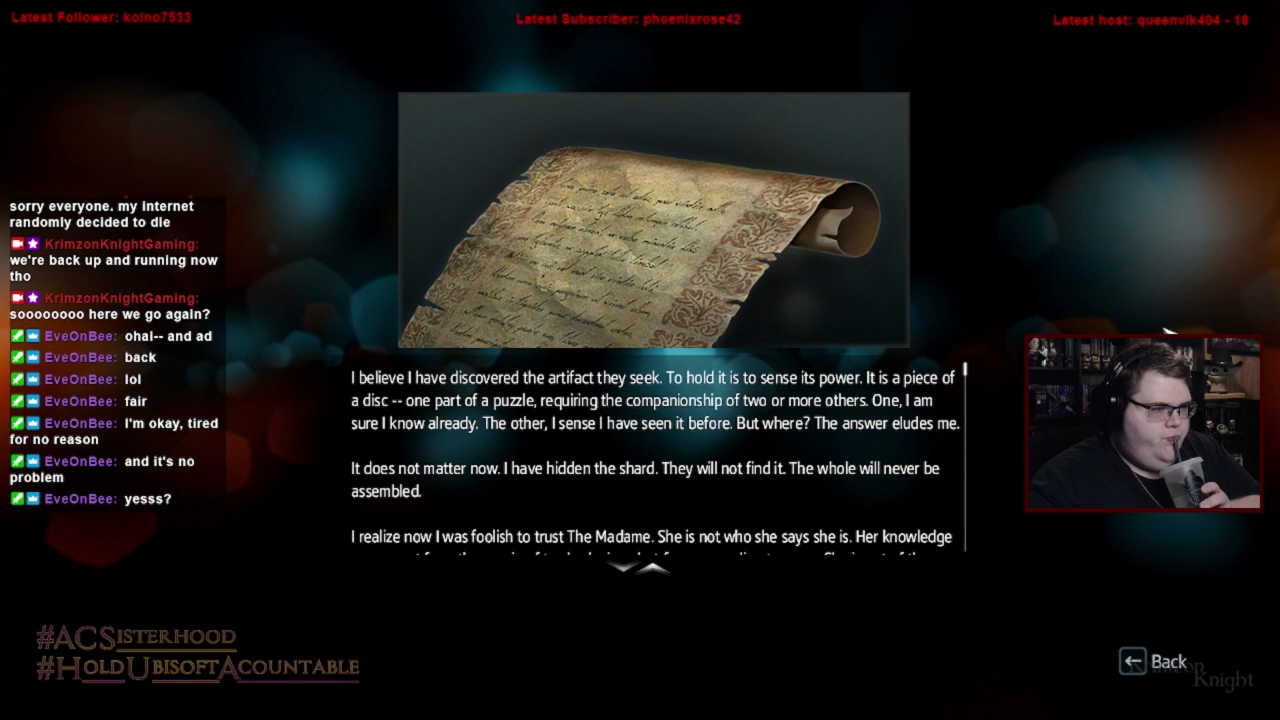 Latest Follower: kolno7533
Latest Subscriber: phoenixrose42
Latest host: queenvik404 - 18
sorry everyone. my internet
randomly decided to die
KrimzonKnightGaming:
we're back up and running now
tho
KrimzonKnightGaming:
soooooooo here we go again?
EveOnBee: ohai-- and ad
EveOnBee: back
EveOnBee: lol
EveOnBee: fair
EveOnBee: I'm okay, tired
for no reason
EveOnBee: and it's no
problem
EveOnBee: yesss?
I believe I have discovered the artifact they seek. To hold it is to sense its power. It is a piece of
a disc -- one part of a puzzle, requiring the companionship of two or more others. One, I am
sure I know already. The other, I sense I have seen it before. But where? The answer eludes me.
It does not matter now. I have hidden the shard. They will not find it. The whole will never be
assembled.
I realize now I was foolish to trust The Madame. She is not who she says she is. Her knowledge
#ACSisterhood
#HoldUbisoftAcountable
Back
Knight